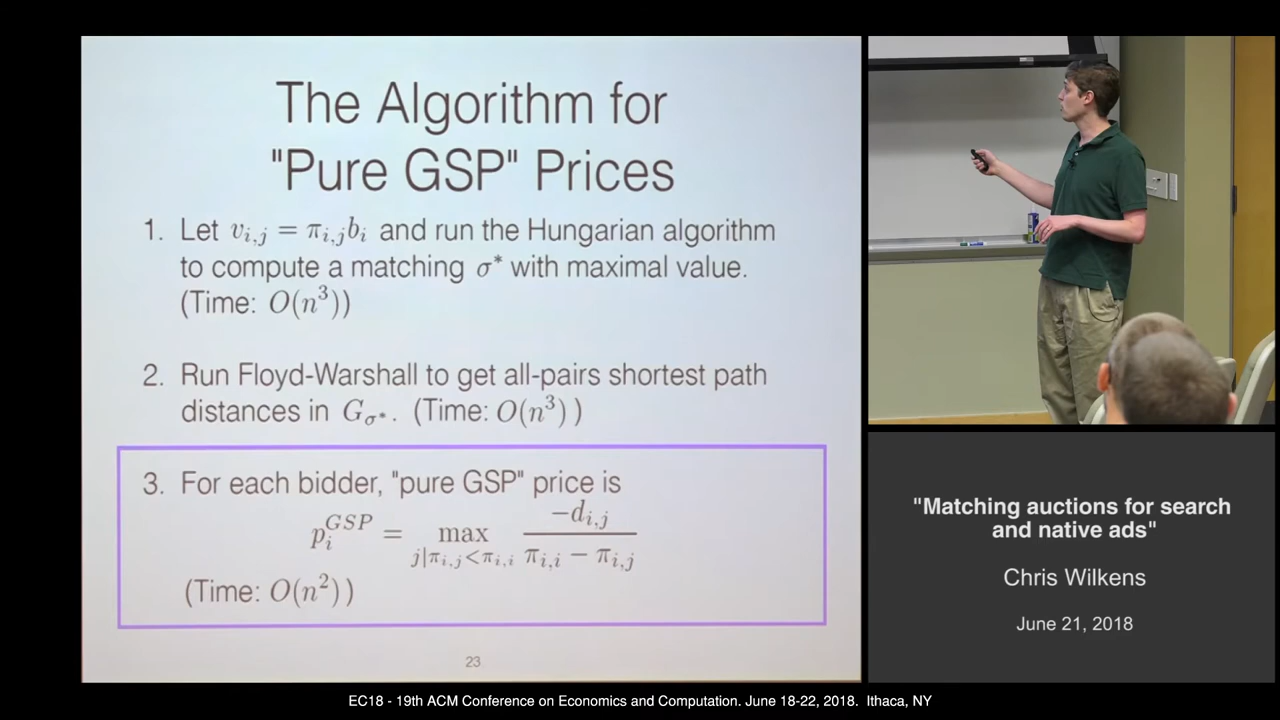 The Algorithm for
"Pure GSP" Prices
1. Let v_{i,j} = π_{i,j}b_i and run the Hungarian algorithm
to compute a matching σ* with maximal value.
(Time: O(n³))
2. Run Floyd-Warshall to get all-pairs shortest path
distances in G_{σ*}. (Time: O(n³))
3. For each bidder, "pure GSP" price is
p_i^{GSP} = max_{j|π_{i,j}<π_{i,i}} \frac{-d_{i,j}}{π_{i,i} − π_{i,j}}
(Time: O(n²))
23
"Matching auctions for search
and native ads"
Chris Wilkens
June 21, 2018
EC18 - 19th ACM Conference on Economics and Computation. June 18-22, 2018. Ithaca, NY